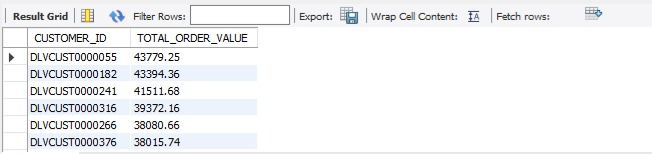 Result Grid Filter Rows: Export: Wrap Cell Content: Fetch rows:
CUSTOMER_ID TOTAL_ORDER_VALUE
DLVCUST0000055 43779.25
DLVCUST0000182 43394.36
DLVCUST0000241 41511.68
DLVCUST0000316 39372.16
DLVCUST0000266 38080.66
DLVCUST0000376 38015.74